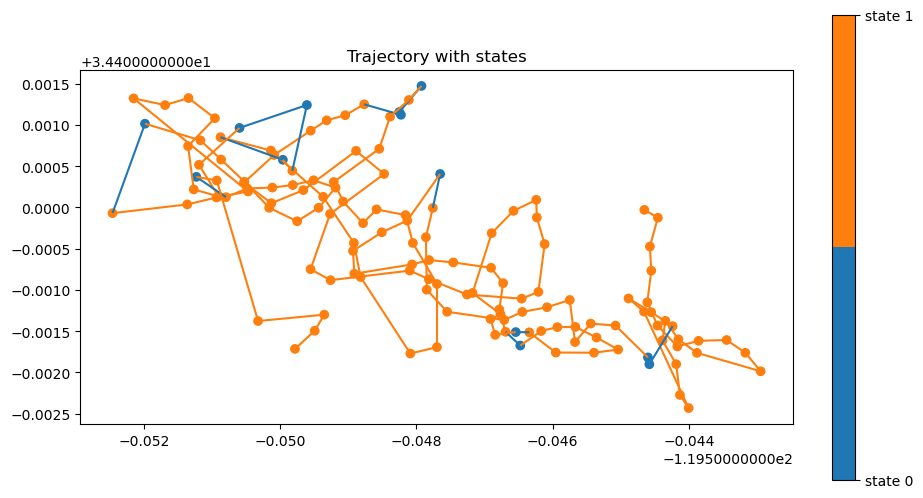 state 1
+3.4400000000e1
Trajectory with states
0.0015
0.0010
0.0005
0.0000
−0.0005
−0.0010
−0.0015
−0.0020
−0.0025
−0.052 −0.050 −0.048 −0.046 −0.044
−1.1950000000e2
state 0